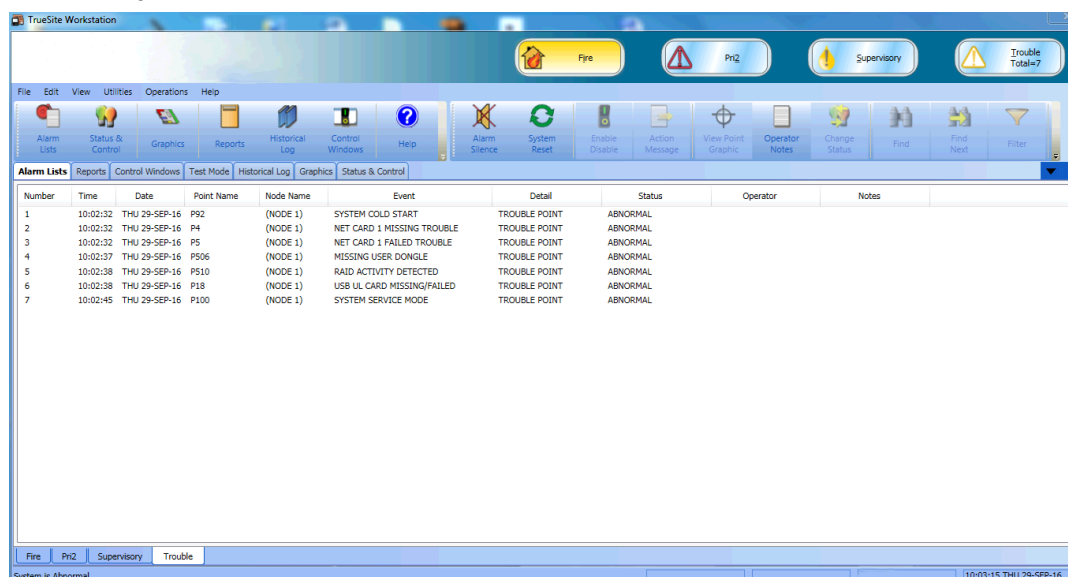 TrueSite Workstation
Fire
Pri2
Supervisory
Trouble
Total=7
File Edit View Utilities Operations Help
Alarm Lists
Status & Control
Graphics
Reports
Historical Log
Control Windows
Help
Alarm Silence
System Reset
Enable Disable
Action Message
View Point Graphic
Operator Notes
Change Status
Find
Find Next
Filter
Alarm Lists Reports Control Windows Test Mode Historical Log Graphics Status & Control
Number Time Date Point Name Node Name Event Detail Status Operator Notes
1 10:02:32 THU 29-SEP-16 P92 (NODE 1) SYSTEM COLD START TROUBLE POINT ABNORMAL
2 10:02:32 THU 29-SEP-16 P4 (NODE 1) NET CARD 1 MISSING TROUBLE TROUBLE POINT ABNORMAL
3 10:02:32 THU 29-SEP-16 P5 (NODE 1) NET CARD 1 FAILED TROUBLE TROUBLE POINT ABNORMAL
4 10:02:37 THU 29-SEP-16 P506 (NODE 1) MISSING USER DONGLE TROUBLE POINT ABNORMAL
5 10:02:38 THU 29-SEP-16 P510 (NODE 1) RAID ACTIVITY DETECTED TROUBLE POINT ABNORMAL
6 10:02:38 THU 29-SEP-16 P18 (NODE 1) USB UL CARD MISSING/FAILED TROUBLE POINT ABNORMAL
7 10:02:45 THU 29-SEP-16 P100 (NODE 1) SYSTEM SERVICE MODE TROUBLE POINT ABNORMAL
Fire Pri2 Supervisory Trouble
System is Abnormal 10:03:15 THU 29-SEP-16